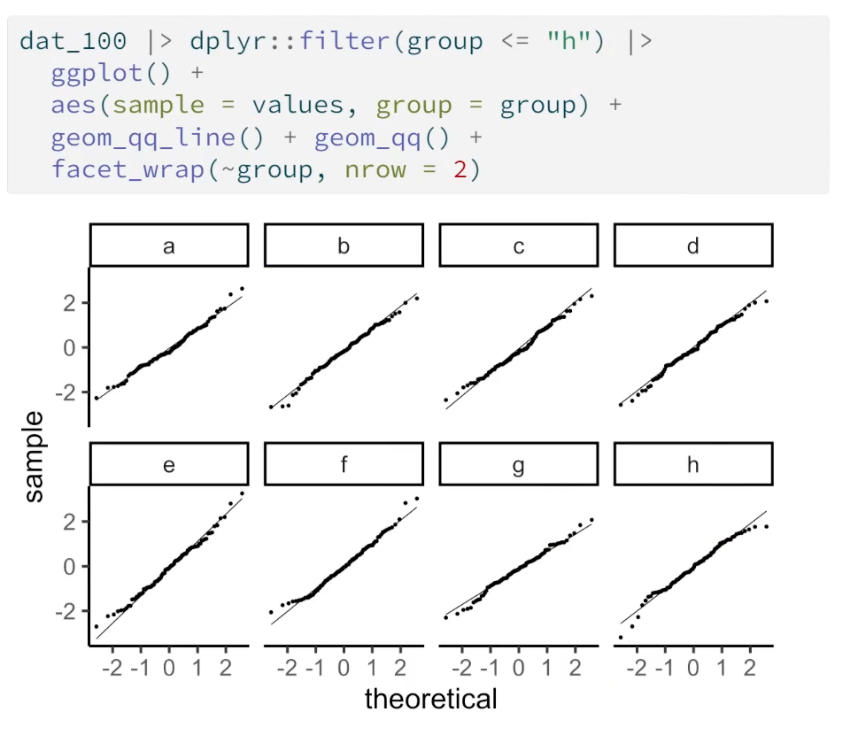 dat_100 |> dplyr::filter(group <= "h") |>
  ggplot() +
  aes(sample = values, group = group) +
  geom_qq_line() + geom_qq() +
  facet_wrap(~group, nrow = 2)
a b c d
2
0
-2
sample
e f g h
2
0
-2
-2 -1 0 1 2 -2 -1 0 1 2 -2 -1 0 1 2 -2 -1 0 1 2
theoretical